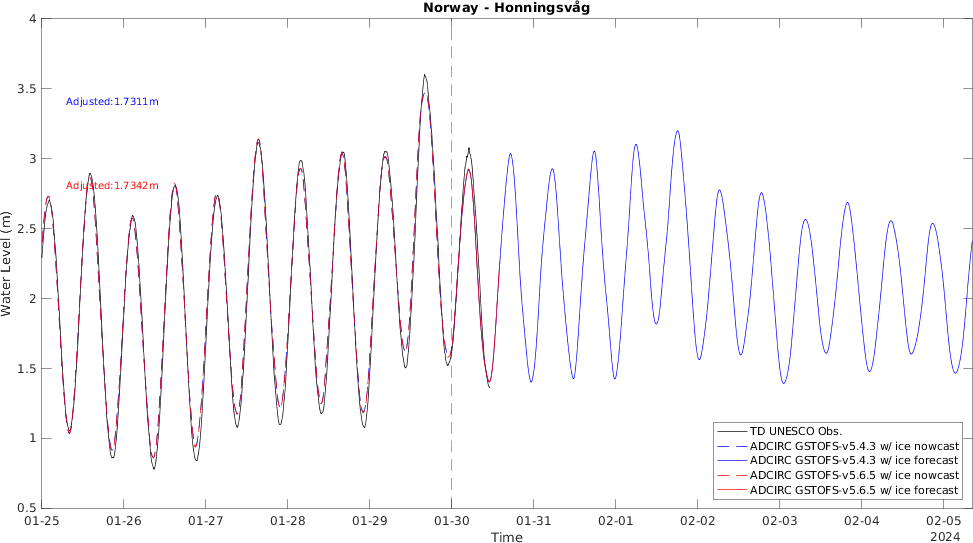 Norway - Honningsvåg
4
3.5
3
2.5
2
1.5
1
0.5
Water Level (m)
Adjusted:1.7311m
Adjusted:1.7342m
TD UNESCO Obs.
ADCIRC GSTOFS-v5.4.3 w/ ice nowcast
ADCIRC GSTOFS-v5.4.3 w/ ice forecast
ADCIRC GSTOFS-v5.6.5 w/ ice nowcast
ADCIRC GSTOFS-v5.6.5 w/ ice forecast
01-25 01-26 01-27 01-28 01-29 01-30 01-31 02-01 02-02 02-03 02-04 02-05
Time
2024